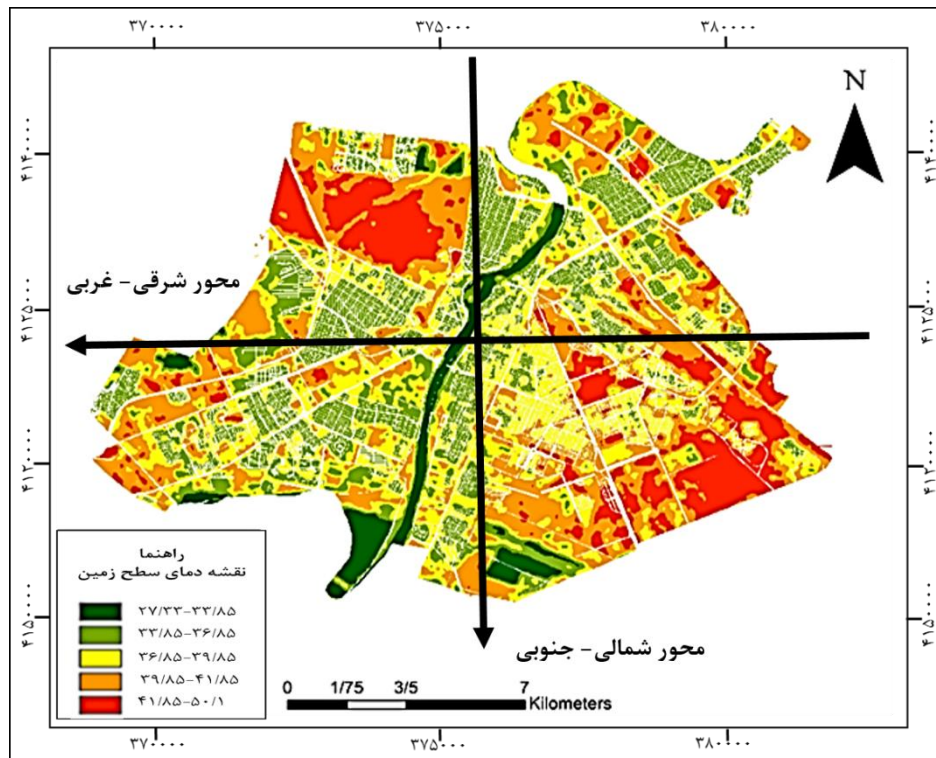 ۳۷۰۰۰۰ ۳۷۵۰۰۰ ۳۸۰۰۰۰
N
۴۱۴۰۰۰۰ ۴۱۴۰۰۰۰
محور شرقی- غربی
۴۱۲۵۰۰۰ ۴۱۲۵۰۰۰
۴۱۲۰۰۰۰ ۴۱۲۰۰۰۰
۴۱۵۰۰۰۰ ۴۱۵۰۰۰۰
راهنما
نقشه دمای سطح زمین
۲۷/۳۳-۳۳/۸۵
۳۳/۸۵-۳۶/۸۵
۳۶/۸۵-۳۹/۸۵
۳۹/۸۵-۴۱/۸۵
۴۱/۸۵-۵۰/۱
محور شمالی- جنوبی
0 1/75 3/5 7
Kilometers
۳۷۰۰۰۰ ۳۷۵۰۰۰ ۳۸۰۰۰۰